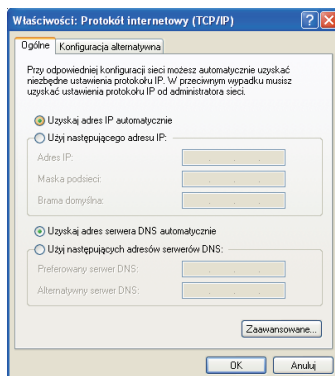 Właściwości: Protokół internetowy (TCP/IP)
Ogólne
Konfiguracja alternatywna
Przy odpowiedniej konfiguracji sieci możesz automatycznie uzyskać
niezbędne ustawienia protokołu IP. W przeciwnym wypadku musisz
uzyskać ustawienia protokołu IP od administratora sieci.
Uzyskaj adres IP automatycznie
Użyj następującego adresu IP:
Adres IP:
Maska podsieci:
Brama domyślna:
Uzyskaj adres serwera DNS automatycznie
Użyj następujących adresów serwerów DNS:
Preferowany serwer DNS:
Alternatywny serwer DNS:
Zaawansowane...
OK
Anuluj